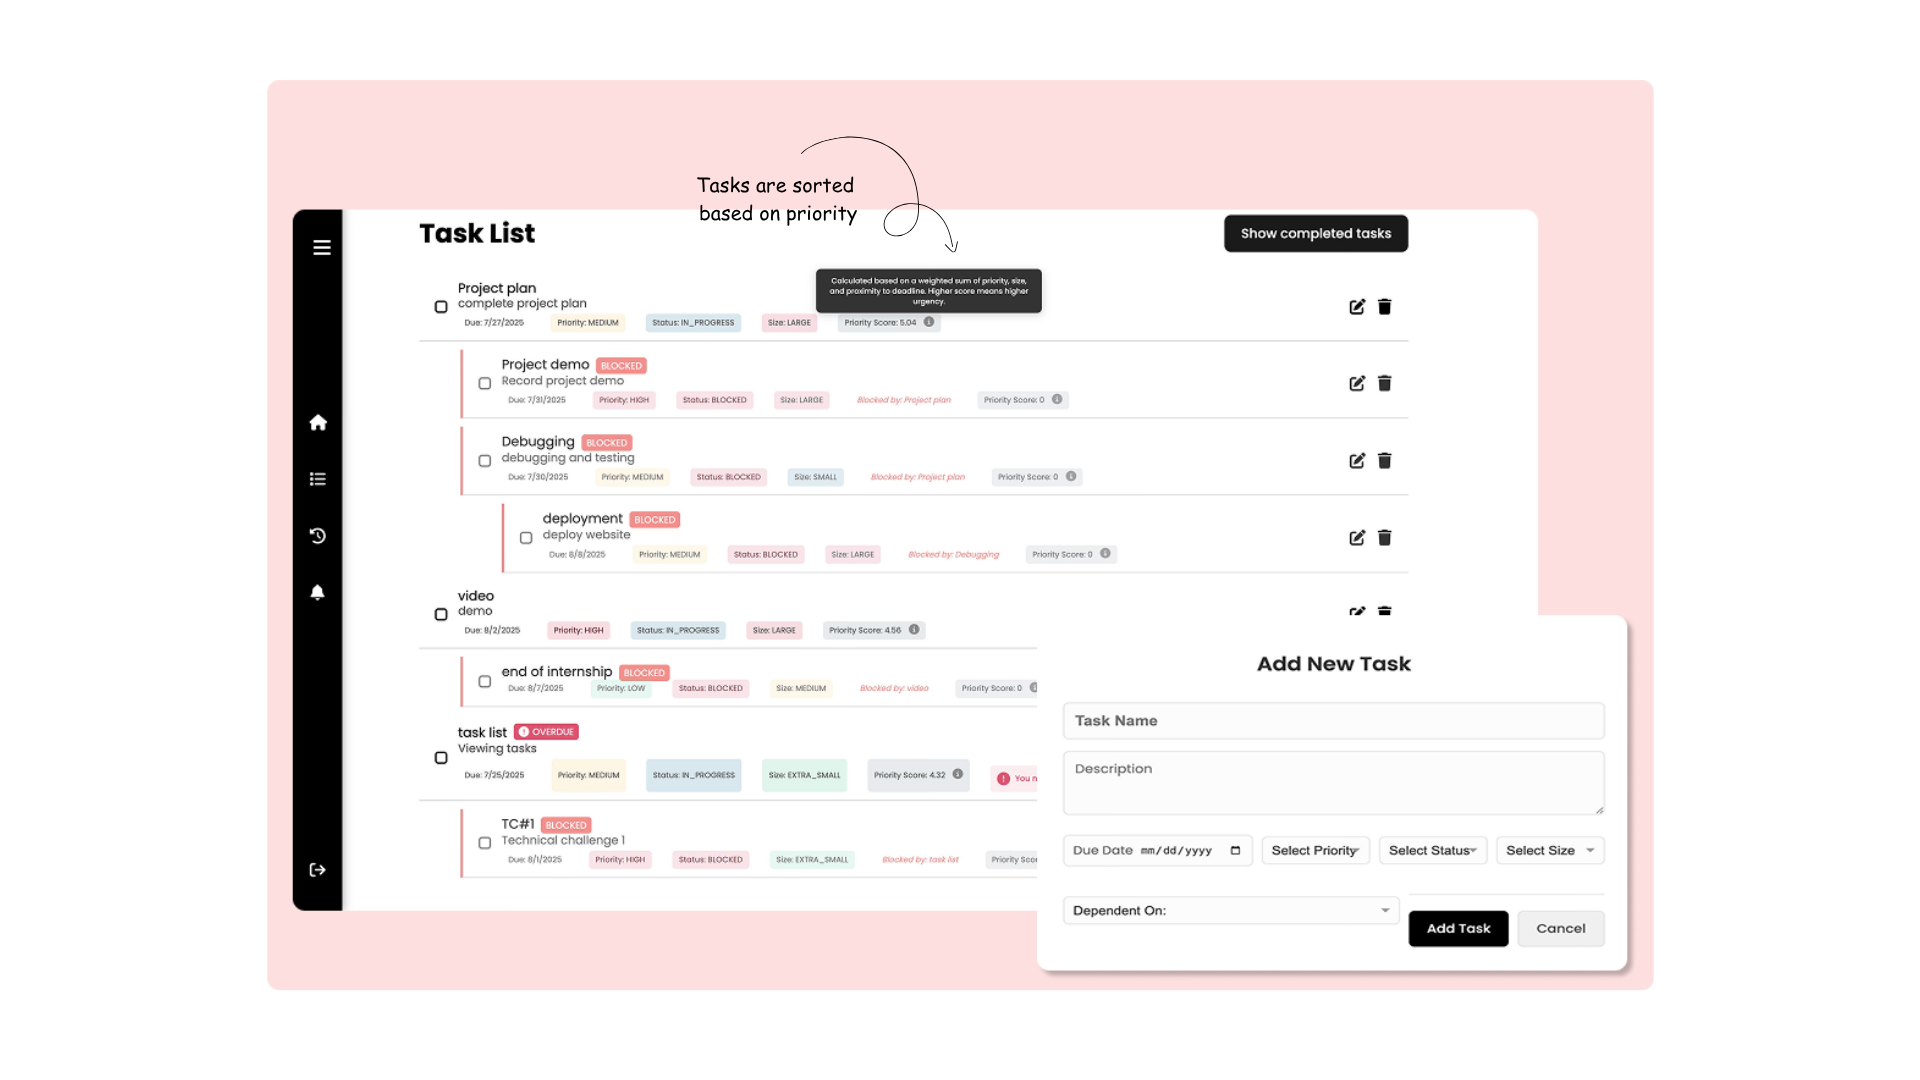 Tasks are sorted
based on priority
Task List
Show completed tasks
Calculated based on a weighted sum of priority, size,
and proximity to deadline. Higher score means higher
urgency.
Project plan
complete project plan
Due: 7/27/2025 Priority: MEDIUM Status: IN_PROGRESS Size: LARGE Priority Score: 5.04
Project demo BLOCKED
Record project demo
Due: 7/31/2025 Priority: HIGH Status: BLOCKED Size: LARGE Blocked by: Project plan Priority Score: 0
Debugging BLOCKED
debugging and testing
Due: 7/30/2025 Priority: MEDIUM Status: BLOCKED Size: SMALL Blocked by: Project plan Priority Score: 0
deployment BLOCKED
deploy website
Due: 8/8/2025 Priority: MEDIUM Status: BLOCKED Size: LARGE Blocked by: Debugging Priority Score: 0
video
demo
Due: 8/2/2025 Priority: HIGH Status: IN_PROGRESS Size: LARGE Priority Score: 4.56
end of internship BLOCKED
Due: 8/7/2025 Priority: LOW Status: BLOCKED Size: MEDIUM Blocked by: video Priority Score: 0
task list OVERDUE
Viewing tasks
Due: 7/25/2025 Priority: MEDIUM Status: IN_PROGRESS Size: EXTRA_SMALL Priority Score: 4.32 You
TC#1 BLOCKED
Technical challenge 1
Due: 8/1/2025 Priority: HIGH Status: BLOCKED Size: EXTRA_SMALL Blocked by: task list Priority
Add New Task
Task Name
Description
Due Date mm/dd/yyyy Select Priority Select Status Select Size
Dependent On:
Add Task Cancel